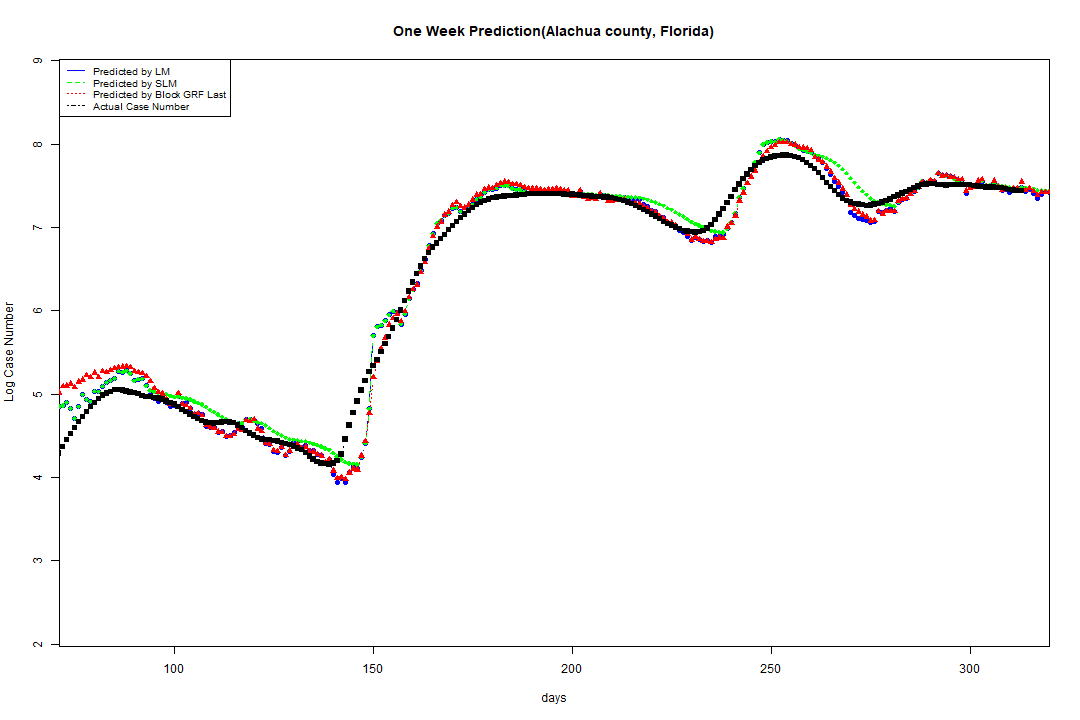 One Week Prediction(Alachua county, Florida)
Predicted by LM
Predicted by SLM
Predicted by Block GRF Last
Actual Case Number
9
8
7
6
5
4
3
2
Log Case Number
100 150 200 250 300
days